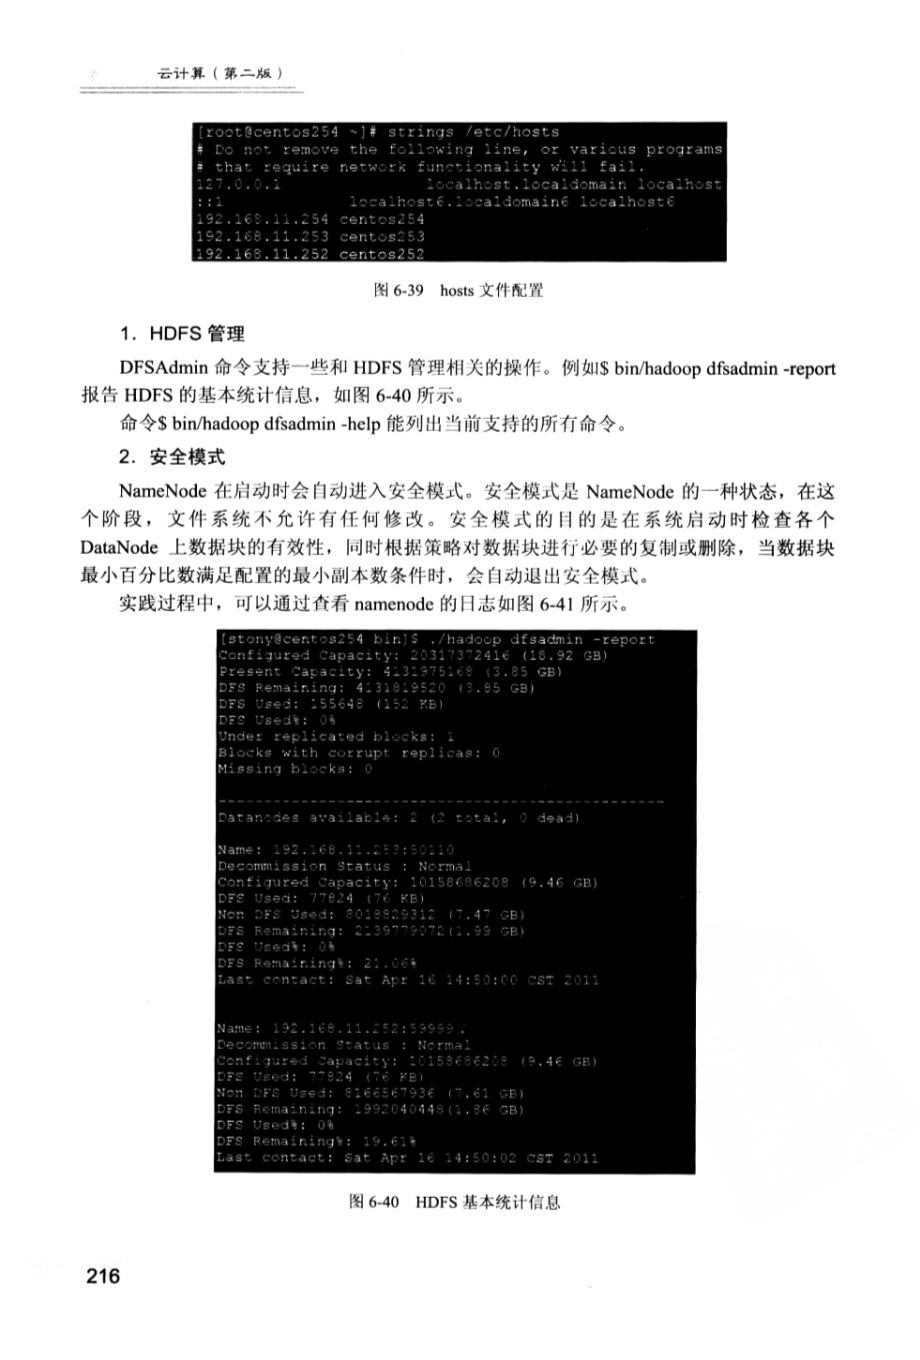 云计算（第二版）
[root@centos254 ~]# strings /etc/hosts
# Do not remove the following line, or various programs
# that require network functionality will fail.
127.0.0.1 localhost.localdomain localhost
::1 localhost6.localdomain6 localhost6
192.168.11.254 centos254
192.168.11.253 centos253
192.168.11.252 centos252
图 6-39 hosts 文件配置
1．HDFS 管理
DFSAdmin 命令支持一些和 HDFS 管理相关的操作。例如$ bin/hadoop dfsadmin -report
报告 HDFS 的基本统计信息，如图 6-40 所示。
命令$ bin/hadoop dfsadmin -help 能列出当前支持的所有命令。
2．安全模式
NameNode 在启动时会自动进入安全模式。安全模式是 NameNode 的一种状态，在这
个阶段，文件系统不允许有任何修改。安全模式的目的是在系统启动时检查各个
DataNode 上数据块的有效性，同时根据策略对数据块进行必要的复制或删除，当数据块
最小百分比数满足配置的最小副本数条件时，会自动退出安全模式。
实践过程中，可以通过查看 namenode 的日志如图 6-41 所示。
[stony@centos254 bin]$ ./hadoop dfsadmin -report
Configured Capacity: 20317372416 (18.92 GB)
Present Capacity: 4131975168 (3.85 GB)
DFS Remaining: 4131819520 (3.85 GB)
DFS Used: 155648 (152 KB)
DFS Used%: 0%
Under replicated blocks: 1
Blocks with corrupt replicas: 0
Missing blocks: 0
-------------------------------------------------
Datanodes available: 2 (2 total, 0 dead)
Name: 192.168.11.253:50110
Decommission Status : Normal
Configured Capacity: 10158686208 (9.46 GB)
DFS Used: 77824 (76 KB)
Non DFS Used: 8018829312 (7.47 GB)
DFS Remaining: 2139779072(1.99 GB)
DFS Used%: 0%
DFS Remaining%: 21.06%
Last contact: Sat Apr 16 14:50:00 CST 2011
Name: 192.168.11.252:59999
Decommission Status : Normal
Configured Capacity: 10158686208 (9.46 GB)
DFS Used: 77824 (76 KB)
Non DFS Used: 8166567936 (7.61 GB)
DFS Remaining: 1992040448(1.86 GB)
DFS Used%: 0%
DFS Remaining%: 19.61%
Last contact: Sat Apr 16 14:50:02 CST 2011
图 6-40 HDFS 基本统计信息
216